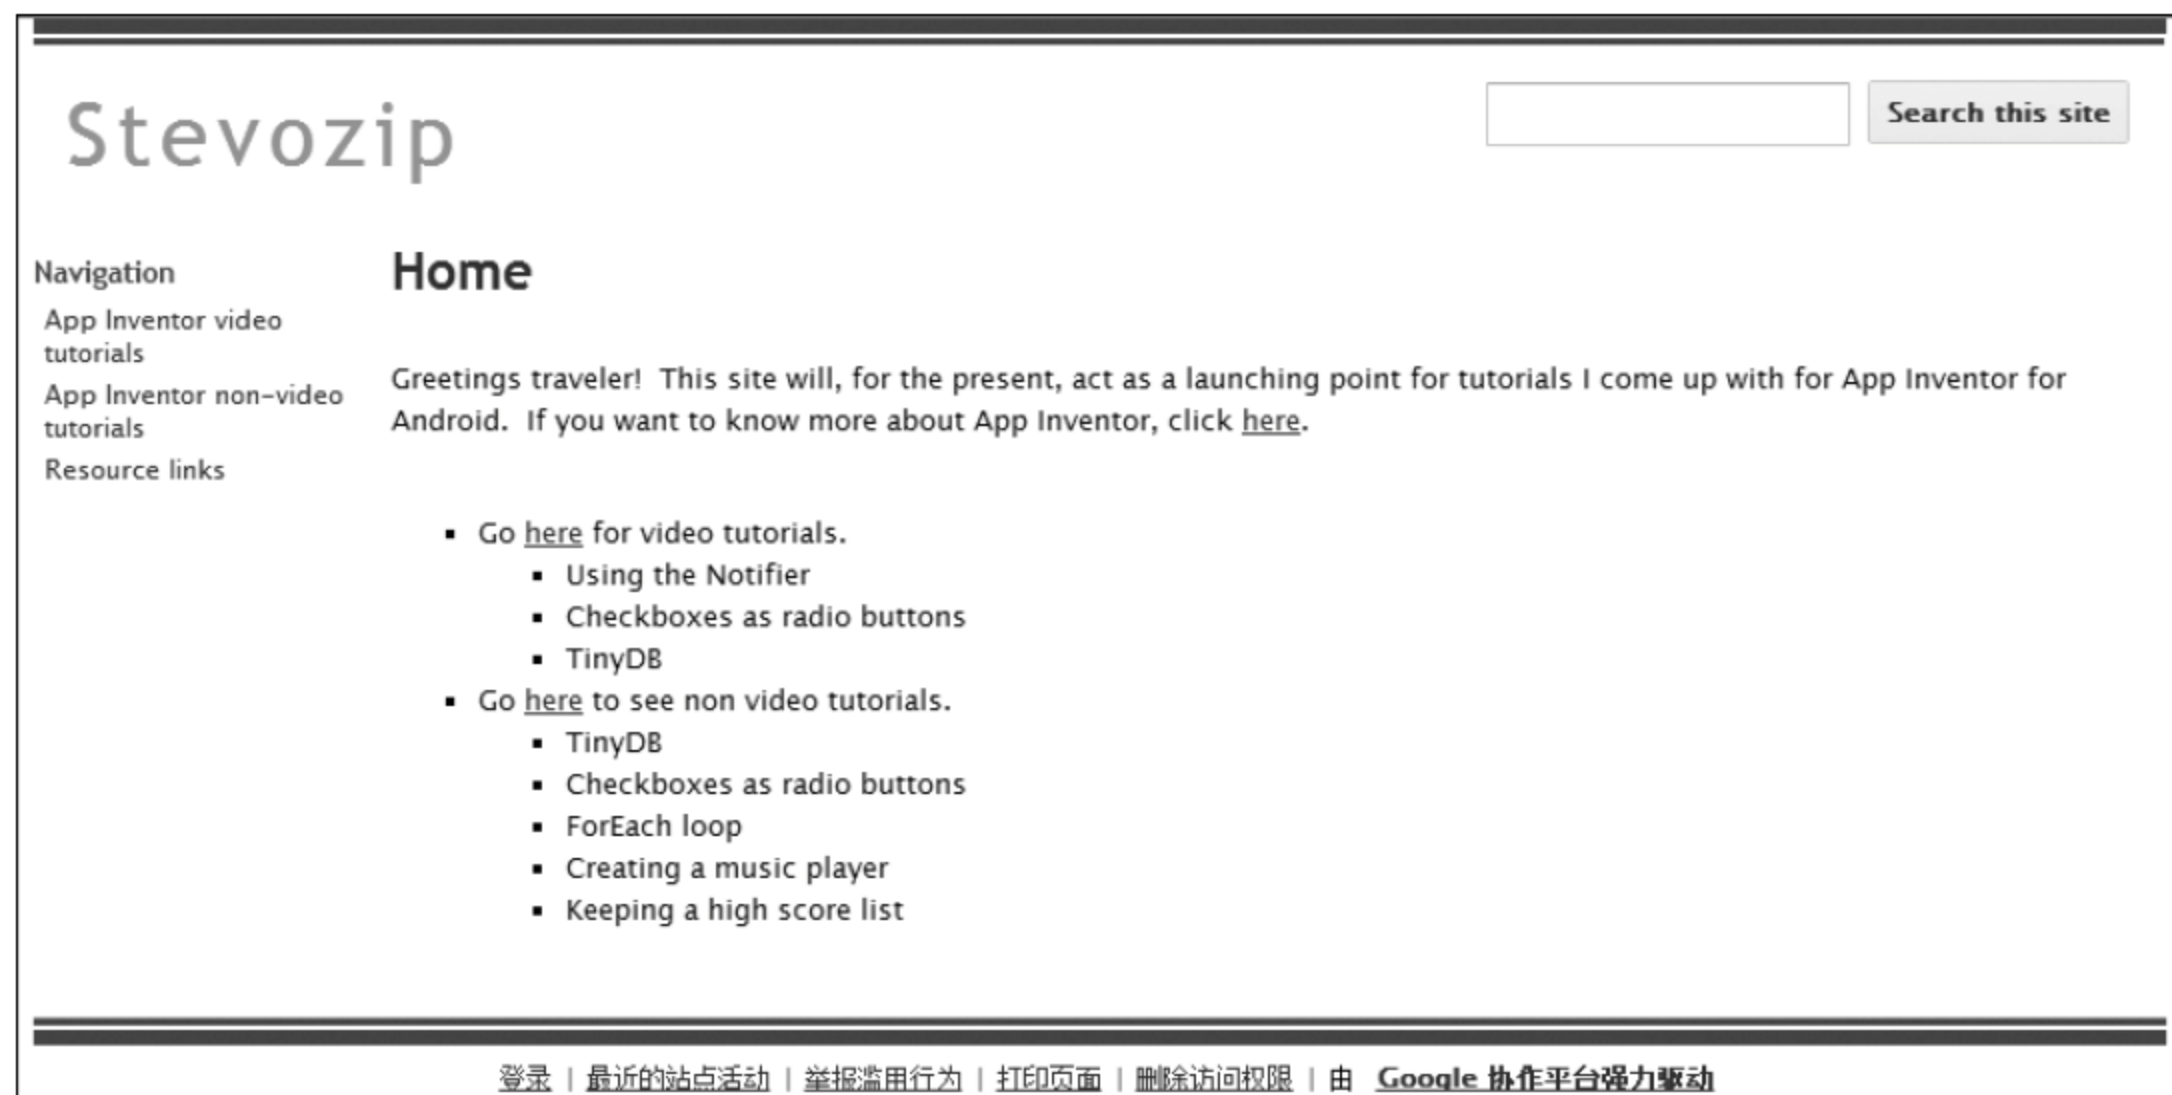 Stevozip
Search this site
Navigation
App Inventor video
tutorials
App Inventor non-video
tutorials
Resource links
Home
Greetings traveler!  This site will, for the present, act as a launching point for tutorials I come up with for App Inventor for
Android.  If you want to know more about App Inventor, click here.
▪ Go here for video tutorials.
▪ Using the Notifier
▪ Checkboxes as radio buttons
▪ TinyDB
▪ Go here to see non video tutorials.
▪ TinyDB
▪ Checkboxes as radio buttons
▪ ForEach loop
▪ Creating a music player
▪ Keeping a high score list
登录 | 最近的站点活动 | 举报滥用行为 | 打印页面 | 删除访问权限 | 由 Google 协作平台强力驱动